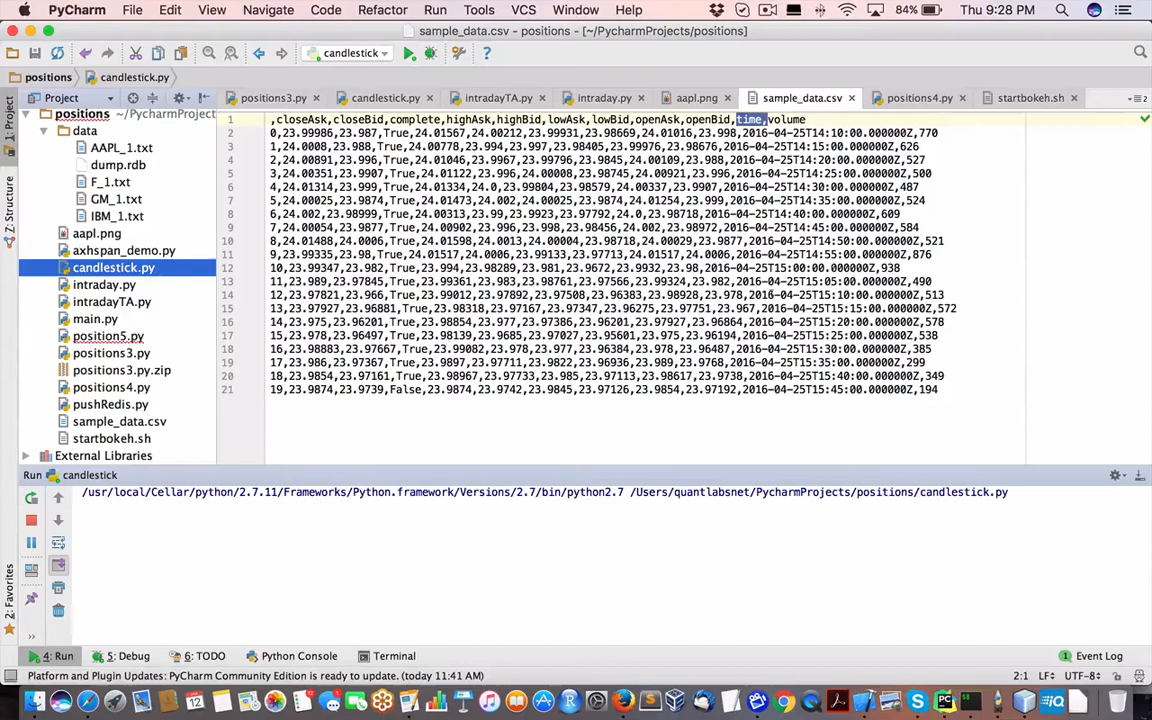 PyCharm File Edit View Navigate Code Refactor Run Tools VCS Window Help 84% Thu 9:28 PM
sample_data.csv - positions - [~/PycharmProjects/positions]
candlestick
positions candlestick.py
Project positions3.py candlestick.py intradayTA.py intraday.py aapl.png sample_data.csv positions4.py startbokeh.sh
1: Project
7: Structure
2: Favorites
positions ~/PycharmProject
data
AAPL_1.txt
dump.rdb
F_1.txt
GM_1.txt
IBM_1.txt
aapl.png
axhspan_demo.py
candlestick.py
intraday.py
intradayTA.py
main.py
position5.py
positions3.py
positions3.py.zip
positions4.py
pushRedis.py
sample_data.csv
startbokeh.sh
External Libraries
1 ,closeAsk,closeBid,complete,highAsk,highBid,lowAsk,lowBid,openAsk,openBid,time,volume
2 0,23.99986,23.987,True,24.01567,24.00212,23.99931,23.98669,24.01016,23.998,2016-04-25T14:10:00.000000Z,770
3 1,24.0008,23.988,True,24.00778,23.994,23.997,23.98405,23.99976,23.98676,2016-04-25T14:15:00.000000Z,626
4 2,24.00891,23.996,True,24.01046,23.9967,23.99796,23.9845,24.00109,23.988,2016-04-25T14:20:00.000000Z,527
5 3,24.00351,23.9907,True,24.01122,23.996,24.00008,23.98745,24.00921,23.996,2016-04-25T14:25:00.000000Z,500
6 4,24.01314,23.999,True,24.01334,24.0,23.99804,23.98579,24.00337,23.9907,2016-04-25T14:30:00.000000Z,487
7 5,24.00025,23.9874,True,24.01473,24.002,24.00025,23.9874,24.01254,23.999,2016-04-25T14:35:00.000000Z,524
8 6,24.002,23.98999,True,24.00313,23.99,23.9923,23.97792,24.0,23.98718,2016-04-25T14:40:00.000000Z,609
9 7,24.00054,23.9877,True,24.00902,23.996,23.998,23.98456,24.002,23.99,2016-04-25T14:45:00.000000Z,584
10 8,24.01488,24.0006,True,24.01598,24.0013,24.00004,23.98718,24.00029,23.9877,2016-04-25T14:50:00.000000Z,521
11 9,23.99335,23.98,True,24.01517,24.0006,23.99133,23.97713,24.01517,24.0006,2016-04-25T14:55:00.000000Z,876
12 10,23.99347,23.982,True,23.994,23.98289,23.981,23.9672,23.9932,23.98,2016-04-25T15:00:00.000000Z,938
13 11,23.989,23.97845,True,23.99361,23.983,23.98761,23.97566,23.99324,23.982,2016-04-25T15:05:00.000000Z,490
14 12,23.97821,23.966,True,23.99012,23.97892,23.97508,23.96383,23.98928,23.978,2016-04-25T15:10:00.000000Z,513
15 13,23.97927,23.96881,True,23.98318,23.97167,23.97347,23.96275,23.97751,23.967,2016-04-25T15:15:00.000000Z,572
16 14,23.975,23.96201,True,23.98854,23.977,23.97386,23.96201,23.97927,23.96864,2016-04-25T15:20:00.000000Z,578
17 15,23.978,23.96497,True,23.98139,23.9685,23.97027,23.95601,23.975,23.96194,2016-04-25T15:25:00.000000Z,538
18 16,23.98883,23.97667,True,23.99082,23.978,23.977,23.96384,23.978,23.96487,2016-04-25T15:30:00.000000Z,385
19 17,23.986,23.97367,True,23.9897,23.97711,23.9822,23.96936,23.989,23.9768,2016-04-25T15:35:00.000000Z,299
20 18,23.9854,23.97161,True,23.98967,23.97733,23.985,23.97113,23.98617,23.9738,2016-04-25T15:40:00.000000Z,349
21 19,23.9874,23.9739,False,23.9874,23.9742,23.9845,23.97126,23.9854,23.97192,2016-04-25T15:45:00.000000Z,194
Run candlestick
/usr/local/Cellar/python/2.7.11/Frameworks/Python.framework/Versions/2.7/bin/python2.7 /Users/quantlabsnet/PycharmProjects/positions/candlestick.py
4: Run 5: Debug 6: TODO Python Console Terminal 1 Event Log
Platform and Plugin Updates: PyCharm Community Edition is ready to update. (today 11:41 AM) 2:1 LF UTF-8